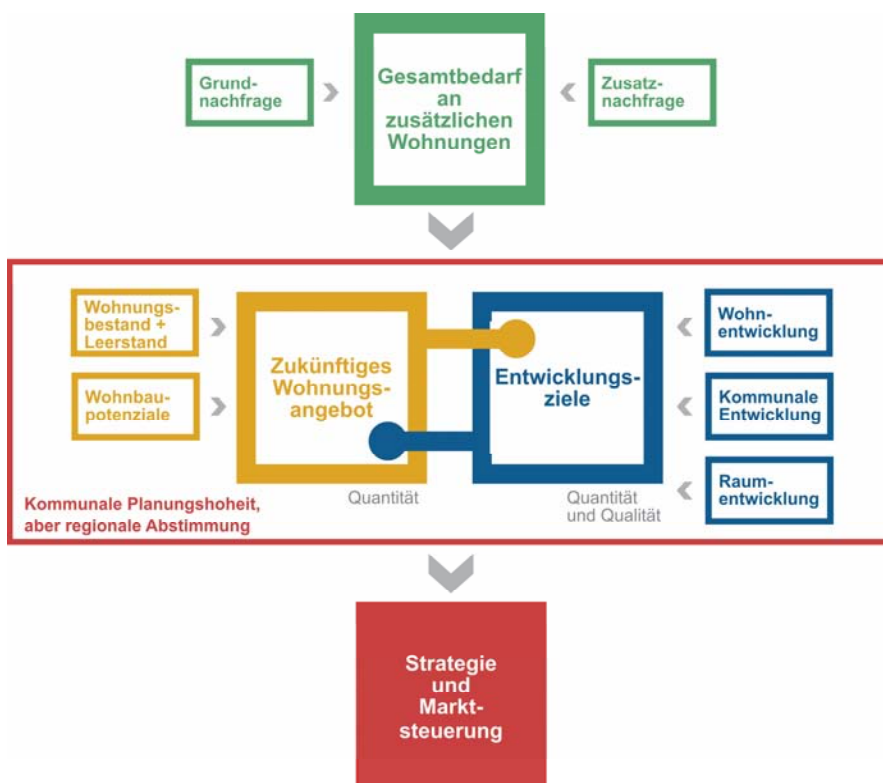 Grund-
nachfrage
Gesamtbedarf
an
zusätzlichen
Wohnungen
Zusatz-
nachfrage
Wohnungs-
bestand +
Leerstand
Wohnbau-
potenziale
Zukünftiges
Wohnungs-
angebot
Quantität
Entwicklungs-
ziele
Quantität
und Qualität
Wohn-
entwicklung
Kommunale
Entwicklung
Raum-
entwicklung
Kommunale Planungshoheit,
aber regionale Abstimmung
Strategie
und
Markt-
steuerung